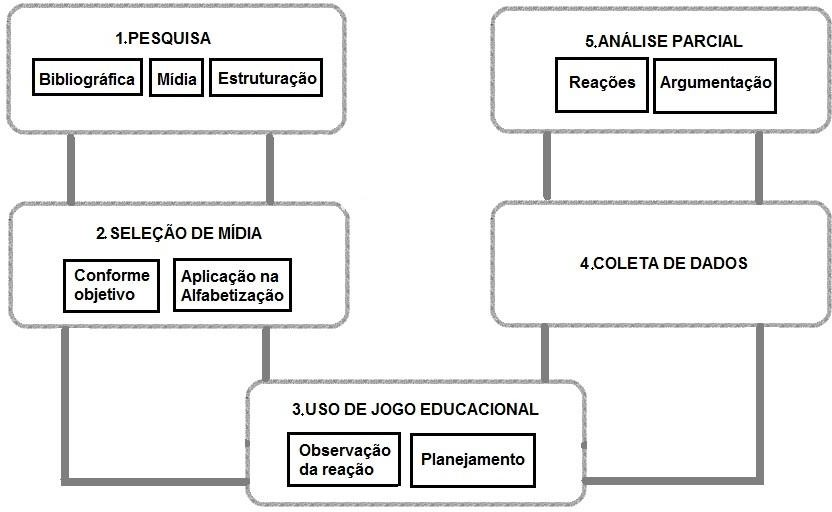 1.PESQUISA
Bibliográfica Mídia Estruturação
2.SELEÇÃO DE MÍDIA
Conforme
objetivo
Aplicação na
Alfabetização
3.USO DE JOGO EDUCACIONAL
Observação
da reação
Planejamento
4.COLETA DE DADOS
5.ANÁLISE PARCIAL
Reações Argumentação